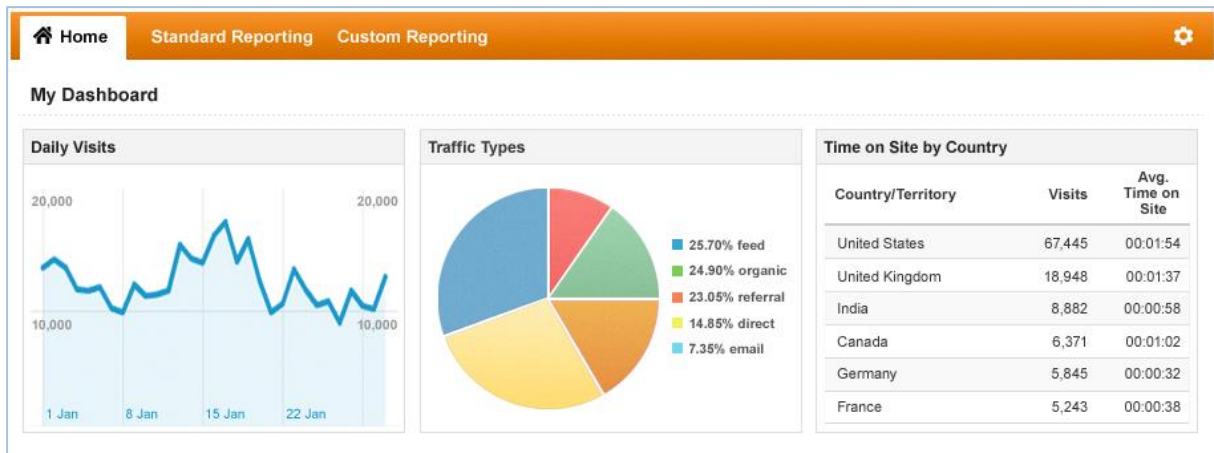 Home Standard Reporting Custom Reporting
My Dashboard
Daily Visits
20,000 20,000
10,000 10,000
1 Jan 8 Jan 15 Jan 22 Jan
Traffic Types
25.70% feed
24.90% organic
23.05% referral
14.85% direct
7.35% email
Time on Site by Country
Country/Territory Visits Avg. Time on Site
United States 67,445 00:01:54
United Kingdom 18,948 00:01:37
India 8,882 00:00:58
Canada 6,371 00:01:02
Germany 5,845 00:00:32
France 5,243 00:00:38